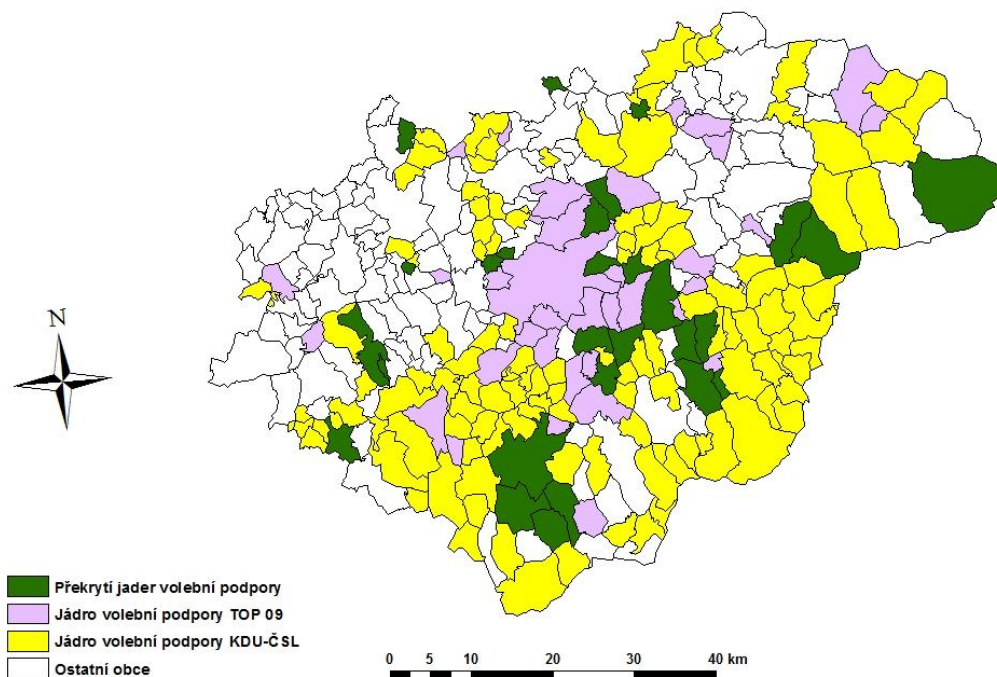 N
Překrytí jader volební podpory
Jádro volební podpory TOP 09
Jádro volební podpory KDU-ČSL
Ostatní obce
0 5 10 20 30 40 km